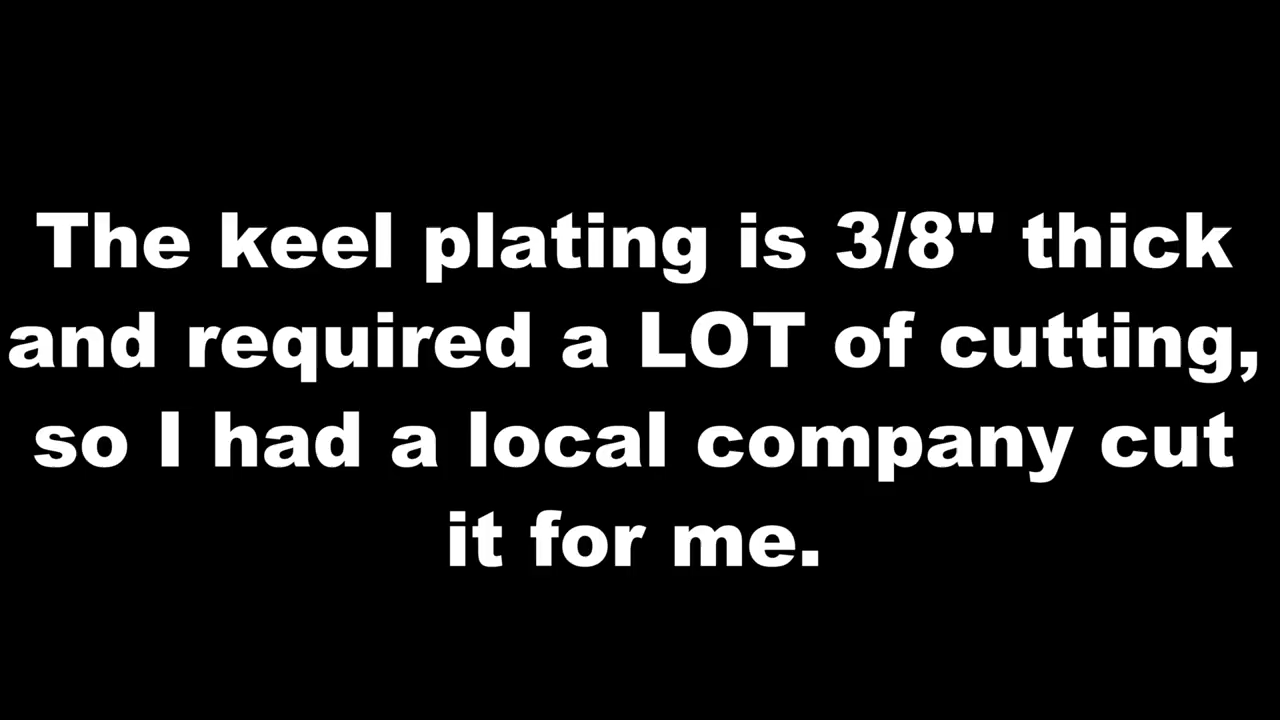 The keel plating is 3/8" thick
and required a LOT of cutting,
so I had a local company cut
it for me.